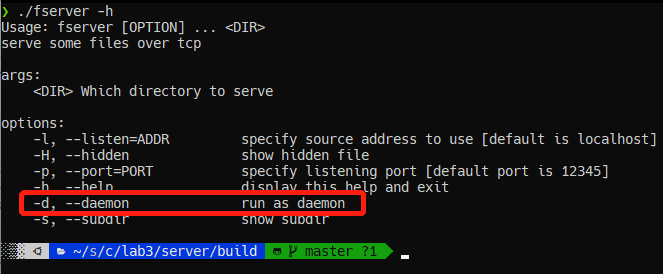 ❯ ./fserver -h
Usage: fserver [OPTION] ... <DIR>
serve some files over tcp
args:
<DIR> Which directory to serve
options:
-l, --listen=ADDR specify source address to use [default is localhost]
-H, --hidden show hidden file
-p, --port=PORT specify listening port [default port is 12345]
-h, --help display this help and exit
-d, --daemon run as daemon
-s, --subdir show subdir
~/s/c/lab3/server/build master ?1